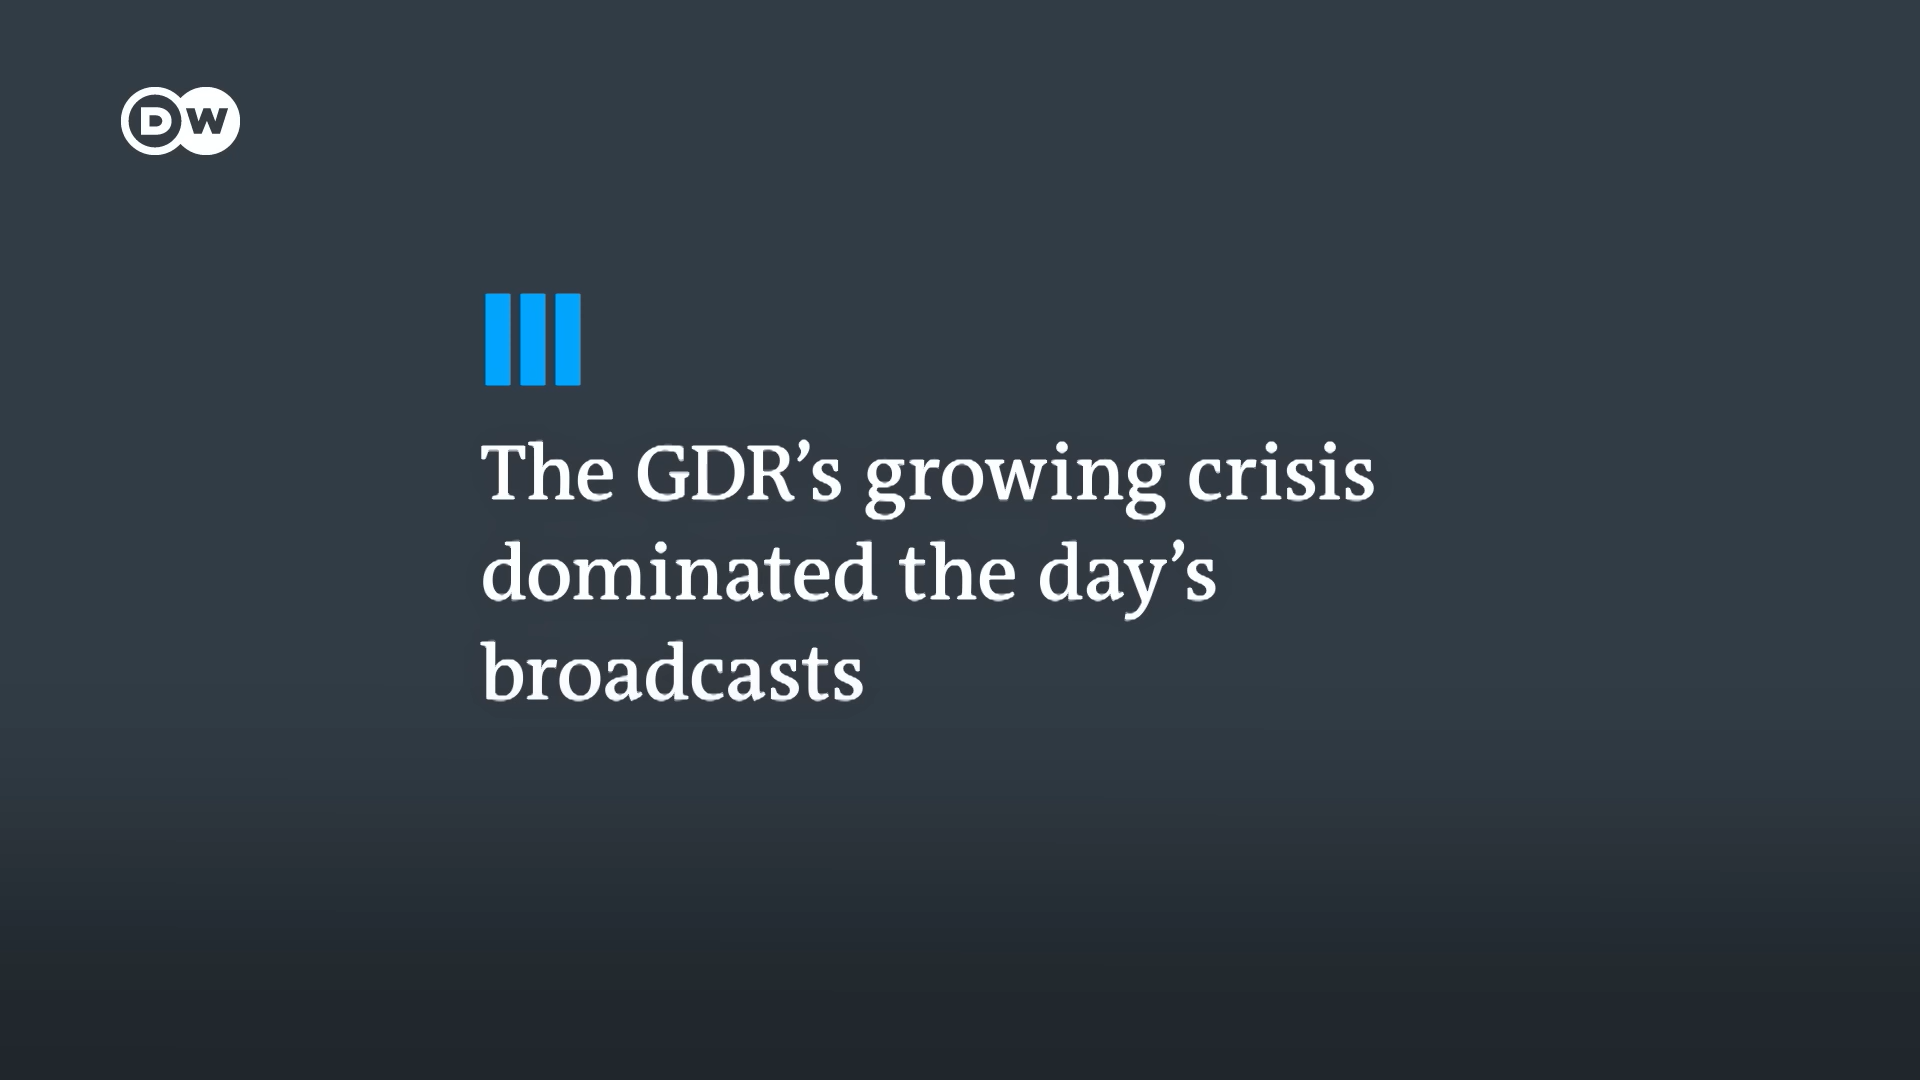 DW
The GDR’s growing crisis
dominated the day’s
broadcasts